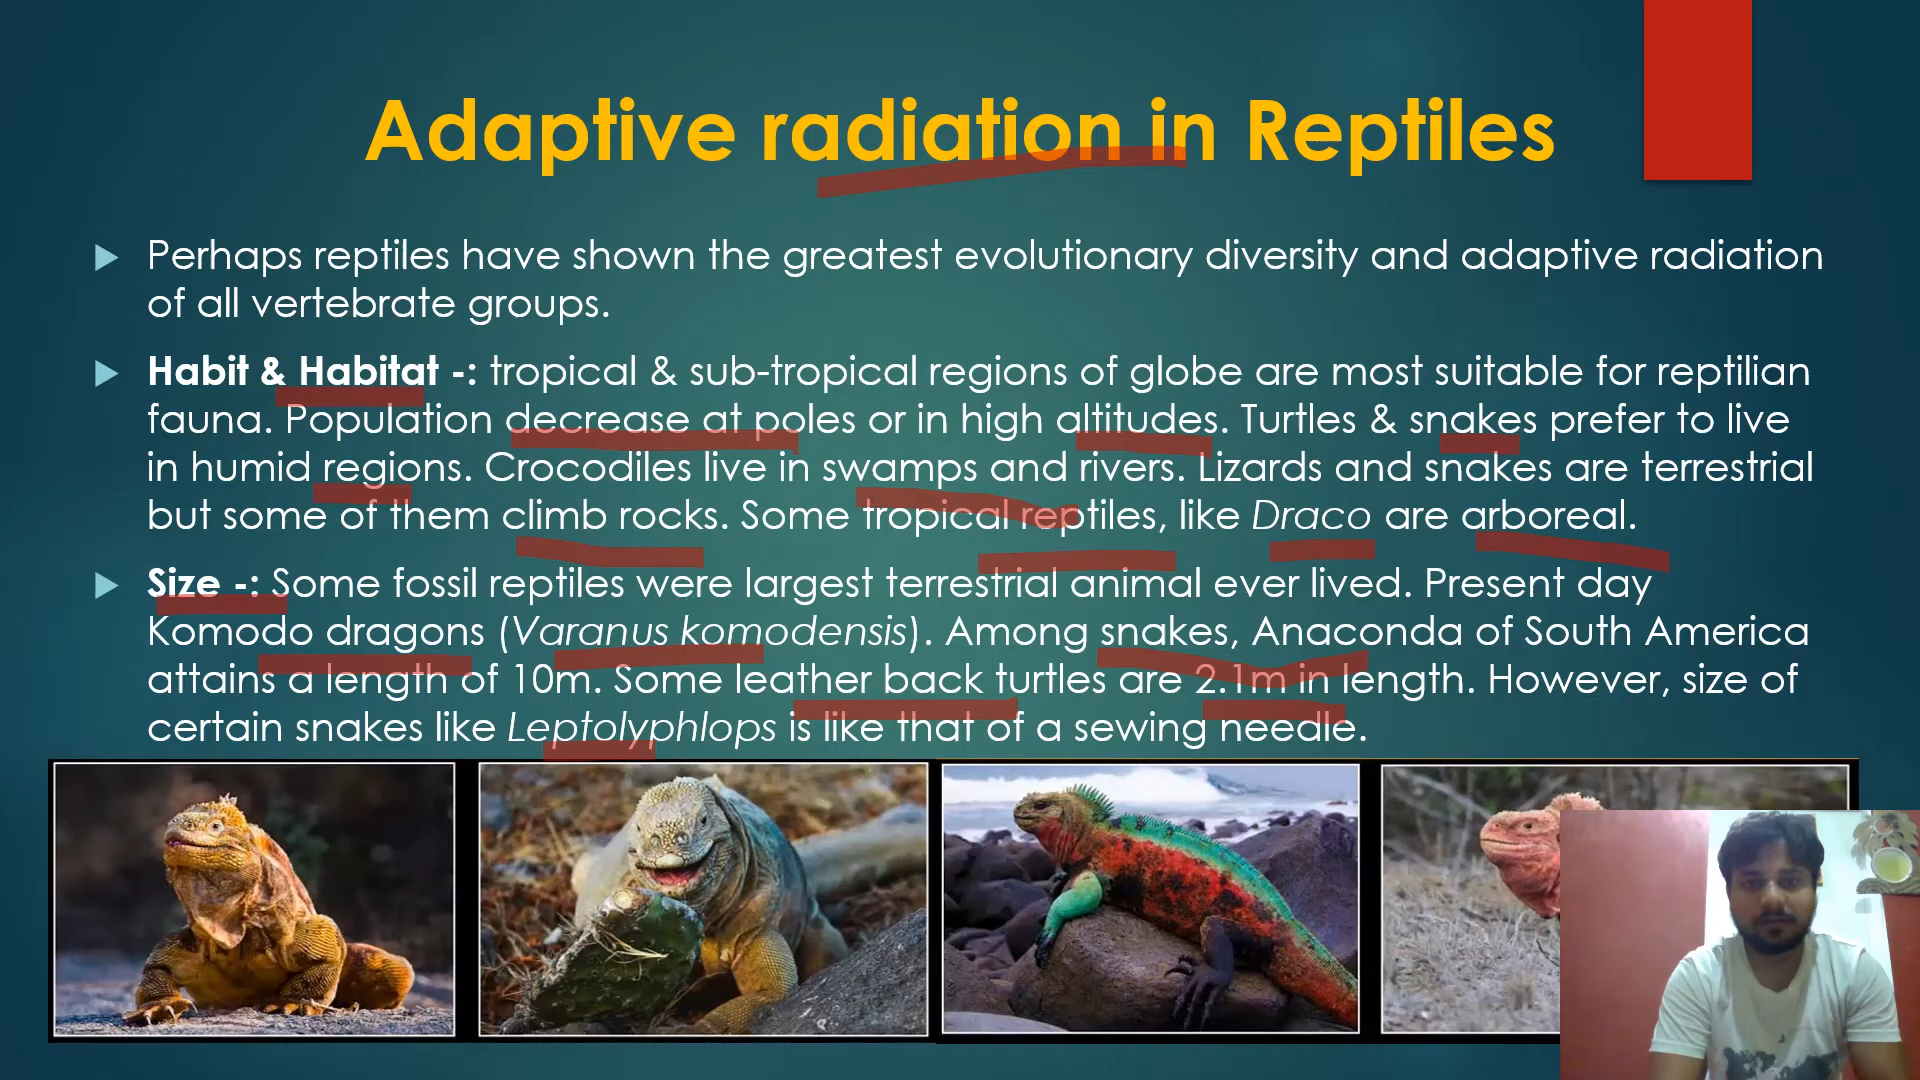 Adaptive radiation in Reptiles
Perhaps reptiles have shown the greatest evolutionary diversity and adaptive radiation
of all vertebrate groups.
Habit & Habitat -: tropical & sub-tropical regions of globe are most suitable for reptilian
fauna. Population decrease at poles or in high altitudes. Turtles & snakes prefer to live
in humid regions. Crocodiles live in swamps and rivers. Lizards and snakes are terrestrial
but some of them climb rocks. Some tropical reptiles, like Draco are arboreal.
Size -: Some fossil reptiles were largest terrestrial animal ever lived. Present day
Komodo dragons (Varanus komodensis). Among snakes, Anaconda of South America
attains a length of 10m. Some leather back turtles are 2.1m in length. However, size of
certain snakes like Leptolyphlops is like that of a sewing needle.